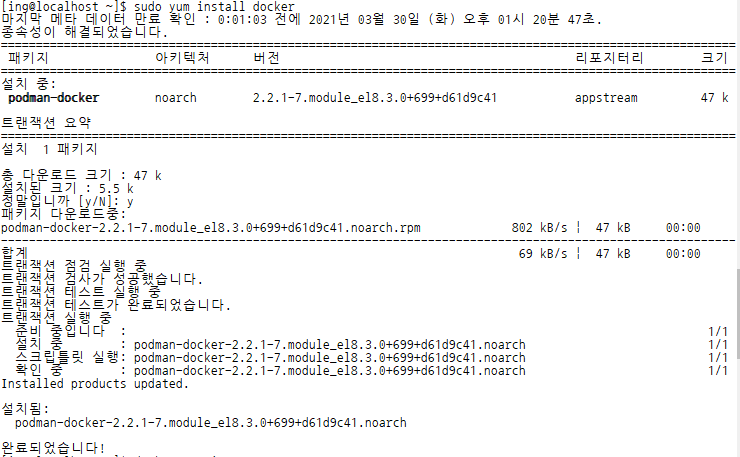 [ing@localhost ~]$ sudo yum install docker
마지막 메타 데이터 만료 확인 : 0:01:03 전에 2021년 03월 30일 (화) 오후 01시 20분 47초.
종속성이 해결되었습니다.
================================================================================
패키지 아키텍처 버전 리포지터리 크기
================================================================================
설치 중:
podman-docker noarch 2.2.1-7.module_el8.3.0+699+d61d9c41 appstream 47 k
트랜잭션 요약
================================================================================
설치 1 패키지
총 다운로드 크기 : 47 k
설치된 크기 : 5.5 k
정말입니까 [y/N]: y
패키지 다운로드중:
podman-docker-2.2.1-7.module_el8.3.0+699+d61d9c41.noarch.rpm 802 kB/s ¦ 47 kB 00:00
--------------------------------------------------------------------------------
합계 69 kB/s ¦ 47 kB 00:00
트랜잭션 점검 실행 중
트랜잭션 검사가 성공했습니다.
트랜잭션 테스트 실행 중
트랜잭션 테스트가 완료되었습니다.
트랜잭션 실행 중
준비 중입니다 : 1/1
설치 중 : podman-docker-2.2.1-7.module_el8.3.0+699+d61d9c41.noarch 1/1
스크립틀릿 실행: podman-docker-2.2.1-7.module_el8.3.0+699+d61d9c41.noarch 1/1
확인 중 : podman-docker-2.2.1-7.module_el8.3.0+699+d61d9c41.noarch 1/1
Installed products updated.
설치됨:
podman-docker-2.2.1-7.module_el8.3.0+699+d61d9c41.noarch
완료되었습니다!